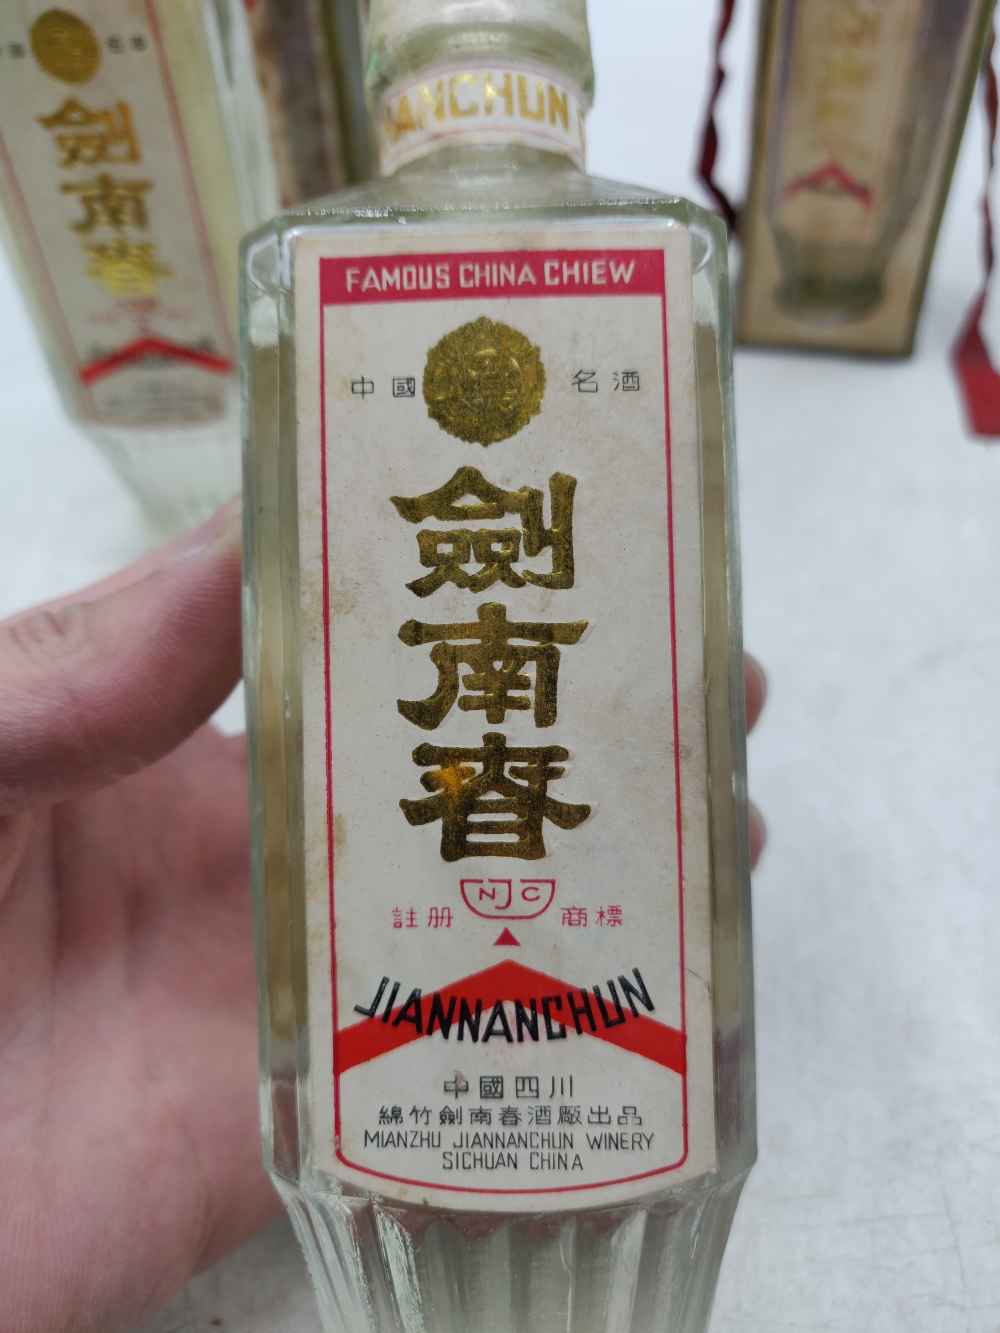 ANCHUN
FAMOUS CHINA CHIEW
中國 名酒
劍南春
NJC
註册 商標
JIANNANCHUN
中國四川
綿竹劍南春酒廠出品
MIANZHU JIANNANCHUN WINERY
SICHUAN CHINA
劍南春